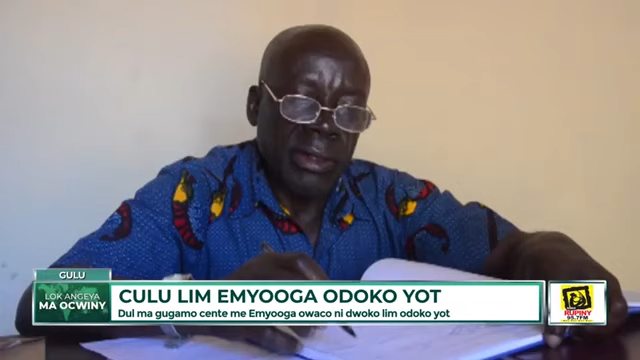 GULU
LOK ANGEYA
MA OCWINY
CULU LIM EMYOOGA ODOKO YOT
Dul ma gugamo cente me Emyooga owaco ni dwoko lim odoko yot
RUPINY
95.7FM